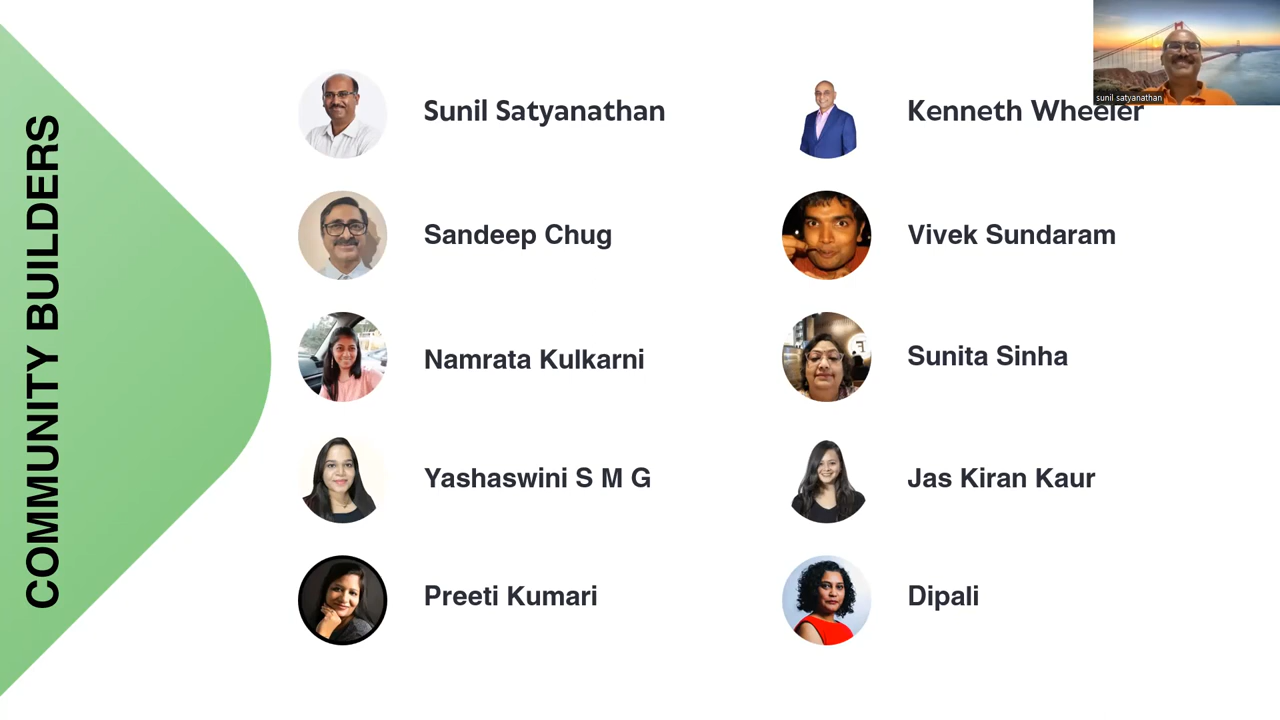 COMMUNITY BUILDERS
Sunil Satyanathan
Kenneth Wheeler
sunil satyanathan
Sandeep Chug
Vivek Sundaram
Namrata Kulkarni
Sunita Sinha
Yashaswini S M G
Jas Kiran Kaur
Preeti Kumari
Dipali